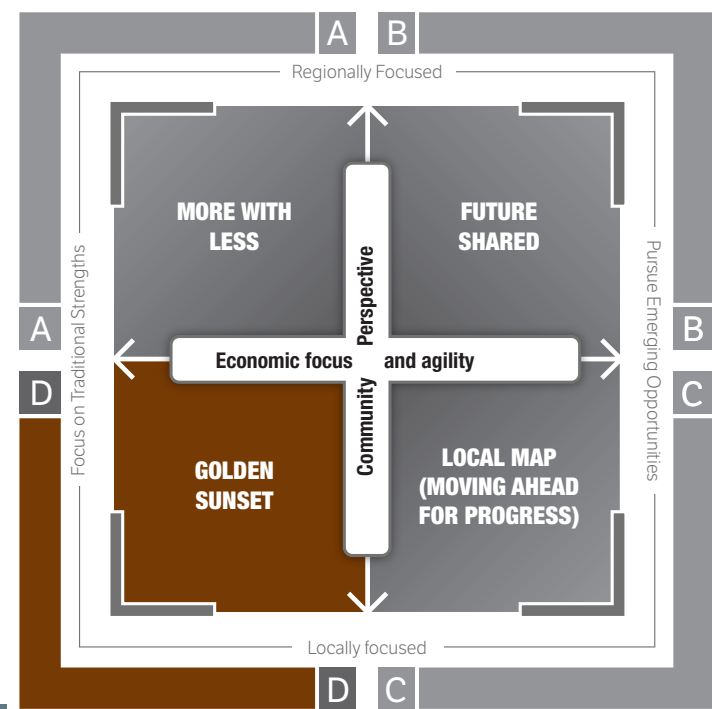 A B
Regionally Focused
MORE WITH
LESS
FUTURE
SHARED
Focus on Traditional Strengths
Community Perspective
Pursue Emerging Opportunities
A
B
Economic focus and agility
D
C
GOLDEN
SUNSET
LOCAL MAP
(MOVING AHEAD
FOR PROGRESS)
Locally focused
D C